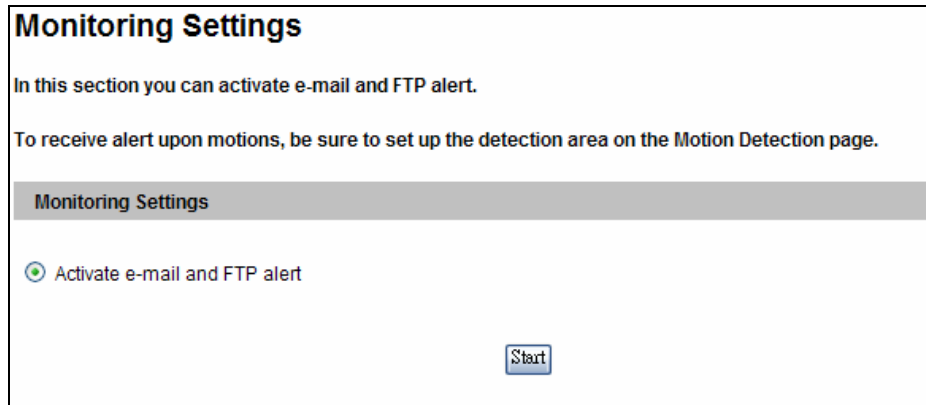 Monitoring Settings
In this section you can activate e-mail and FTP alert.
To receive alert upon motions, be sure to set up the detection area on the Motion Detection page.
Monitoring Settings
Activate e-mail and FTP alert
Start